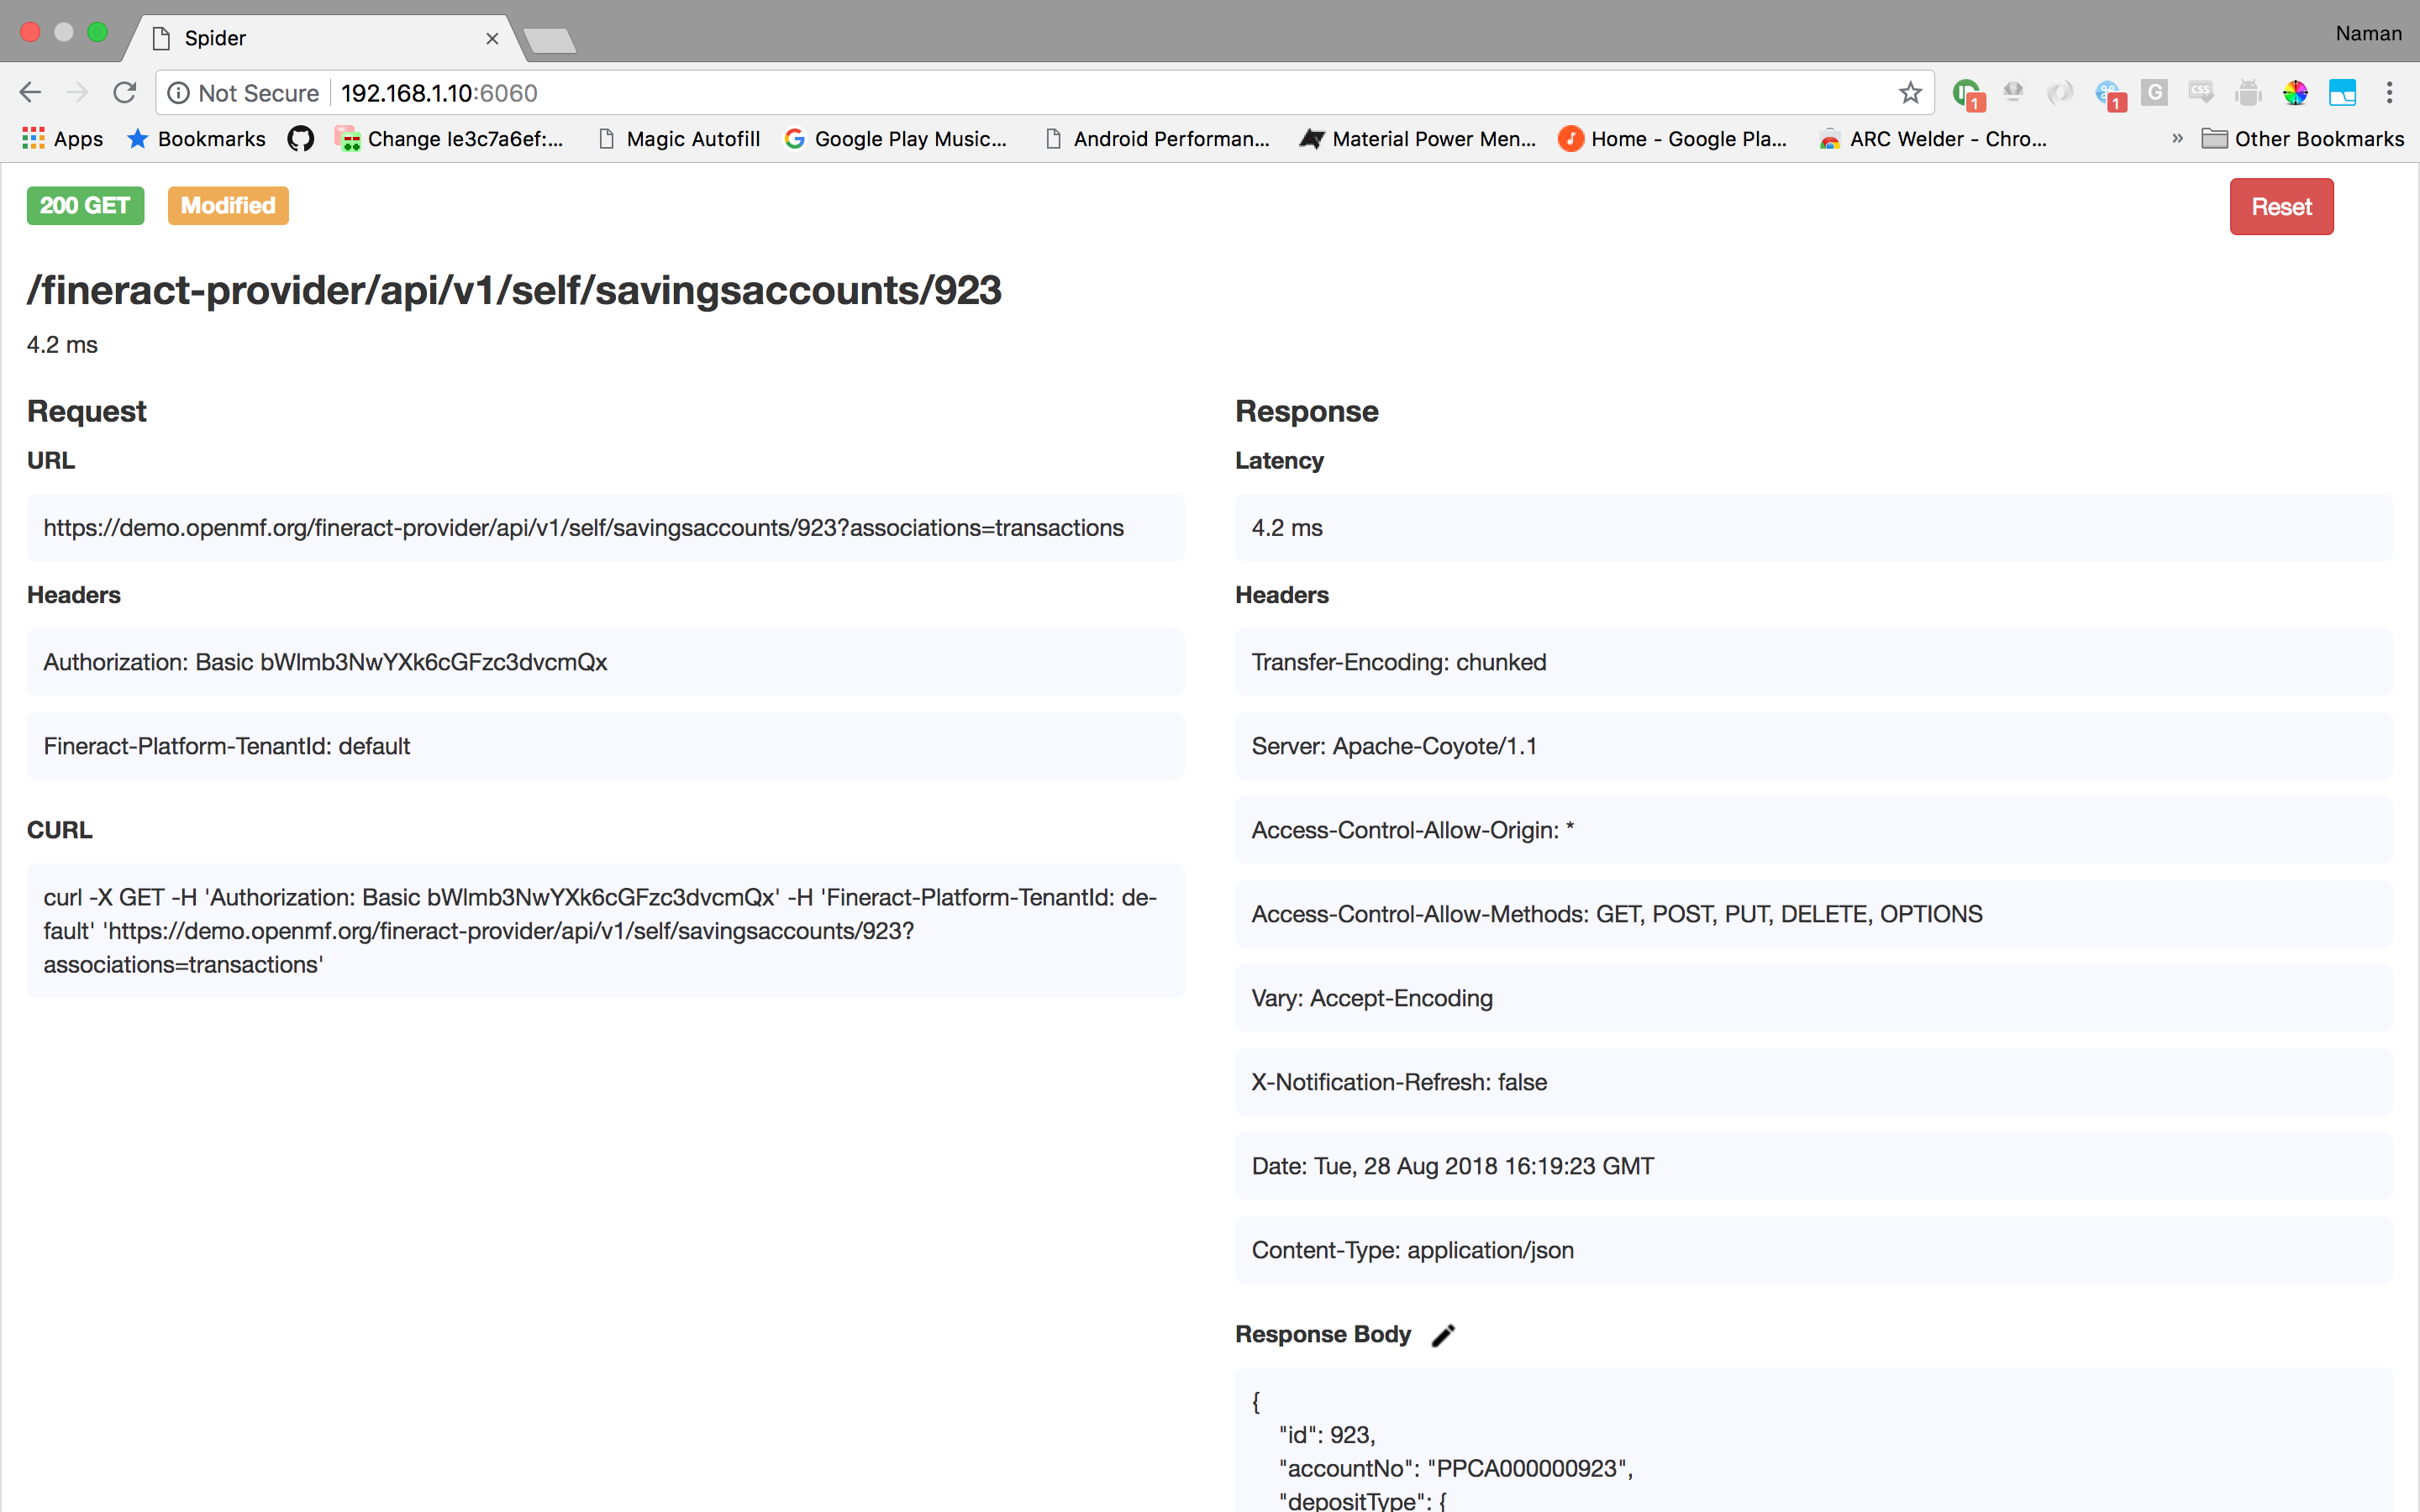 Spider
Naman
Not Secure 192.168.1.10:6060
1
1
G
CSS
Apps
Bookmarks
Change Ie3c7a6ef:...
Magic Autofill
Google Play Music...
Android Performan...
Material Power Men...
Home - Google Pla...
ARC Welder - Chro...
»
Other Bookmarks
200 GET
Modified
Reset
/fineract-provider/api/v1/self/savingsaccounts/923
4.2 ms
Request
URL
https://demo.openmf.org/fineract-provider/api/v1/self/savingsaccounts/923?associations=transactions
Headers
Authorization: Basic bWlmb3NwYXk6cGFzc3dvcmQx
Fineract-Platform-TenantId: default
CURL
curl -X GET -H 'Authorization: Basic bWlmb3NwYXk6cGFzc3dvcmQx' -H 'Fineract-Platform-TenantId: de-
fault' 'https://demo.openmf.org/fineract-provider/api/v1/self/savingsaccounts/923?
associations=transactions'
Response
Latency
4.2 ms
Headers
Transfer-Encoding: chunked
Server: Apache-Coyote/1.1
Access-Control-Allow-Origin: *
Access-Control-Allow-Methods: GET, POST, PUT, DELETE, OPTIONS
Vary: Accept-Encoding
X-Notification-Refresh: false
Date: Tue, 28 Aug 2018 16:19:23 GMT
Content-Type: application/json
Response Body
{
"id": 923,
"accountNo": "PPCA000000923",
"depositType": {